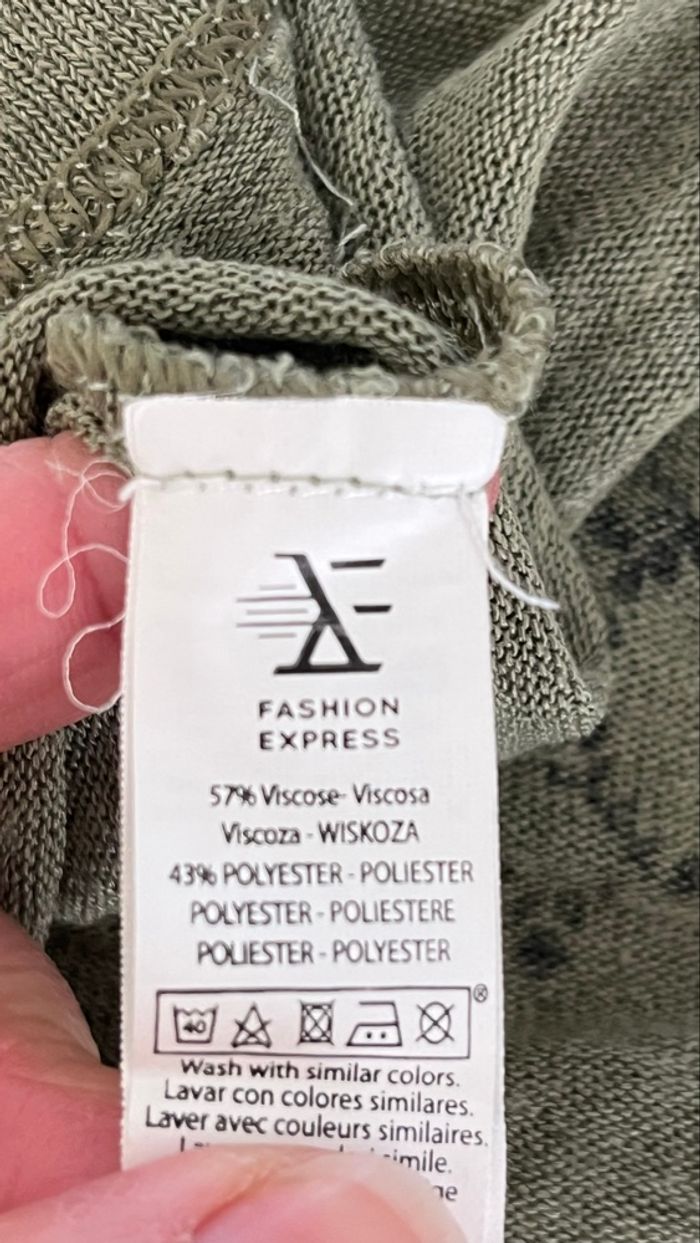 FASHION
EXPRESS
57% Viscose- Viscosa
Viscoza - WISKOZA
43% POLYESTER - POLIESTER
POLYESTER - POLIESTERE
POLIESTER - POLYESTER
40
®
Wash with similar colors.
Lavar con colores similares.
Laver avec couleurs similaires.